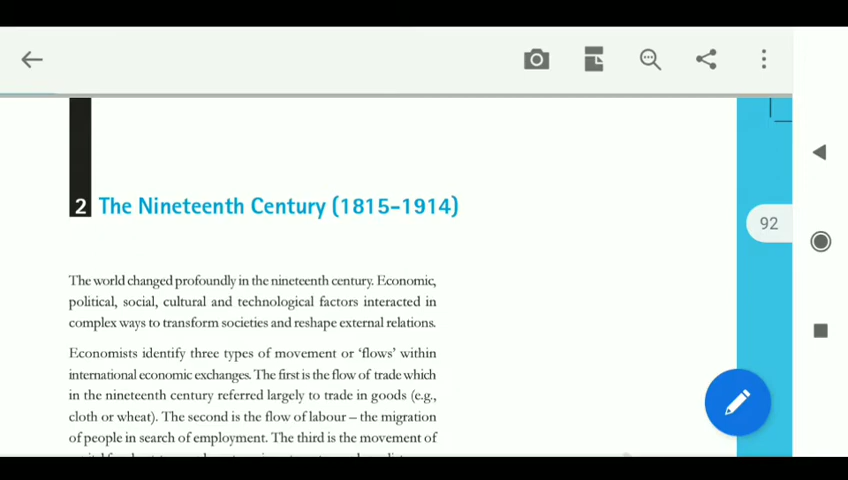 2 The Nineteenth Century (1815-1914)
92
The world changed profoundly in the nineteenth century. Economic,
political, social, cultural and technological factors interacted in
complex ways to transform societies and reshape external relations.
Economists identify three types of movement or ‘flows’ within
international economic exchanges. The first is the flow of trade which
in the nineteenth century referred largely to trade in goods (e.g.,
cloth or wheat). The second is the flow of labour – the migration
of people in search of employment. The third is the movement of